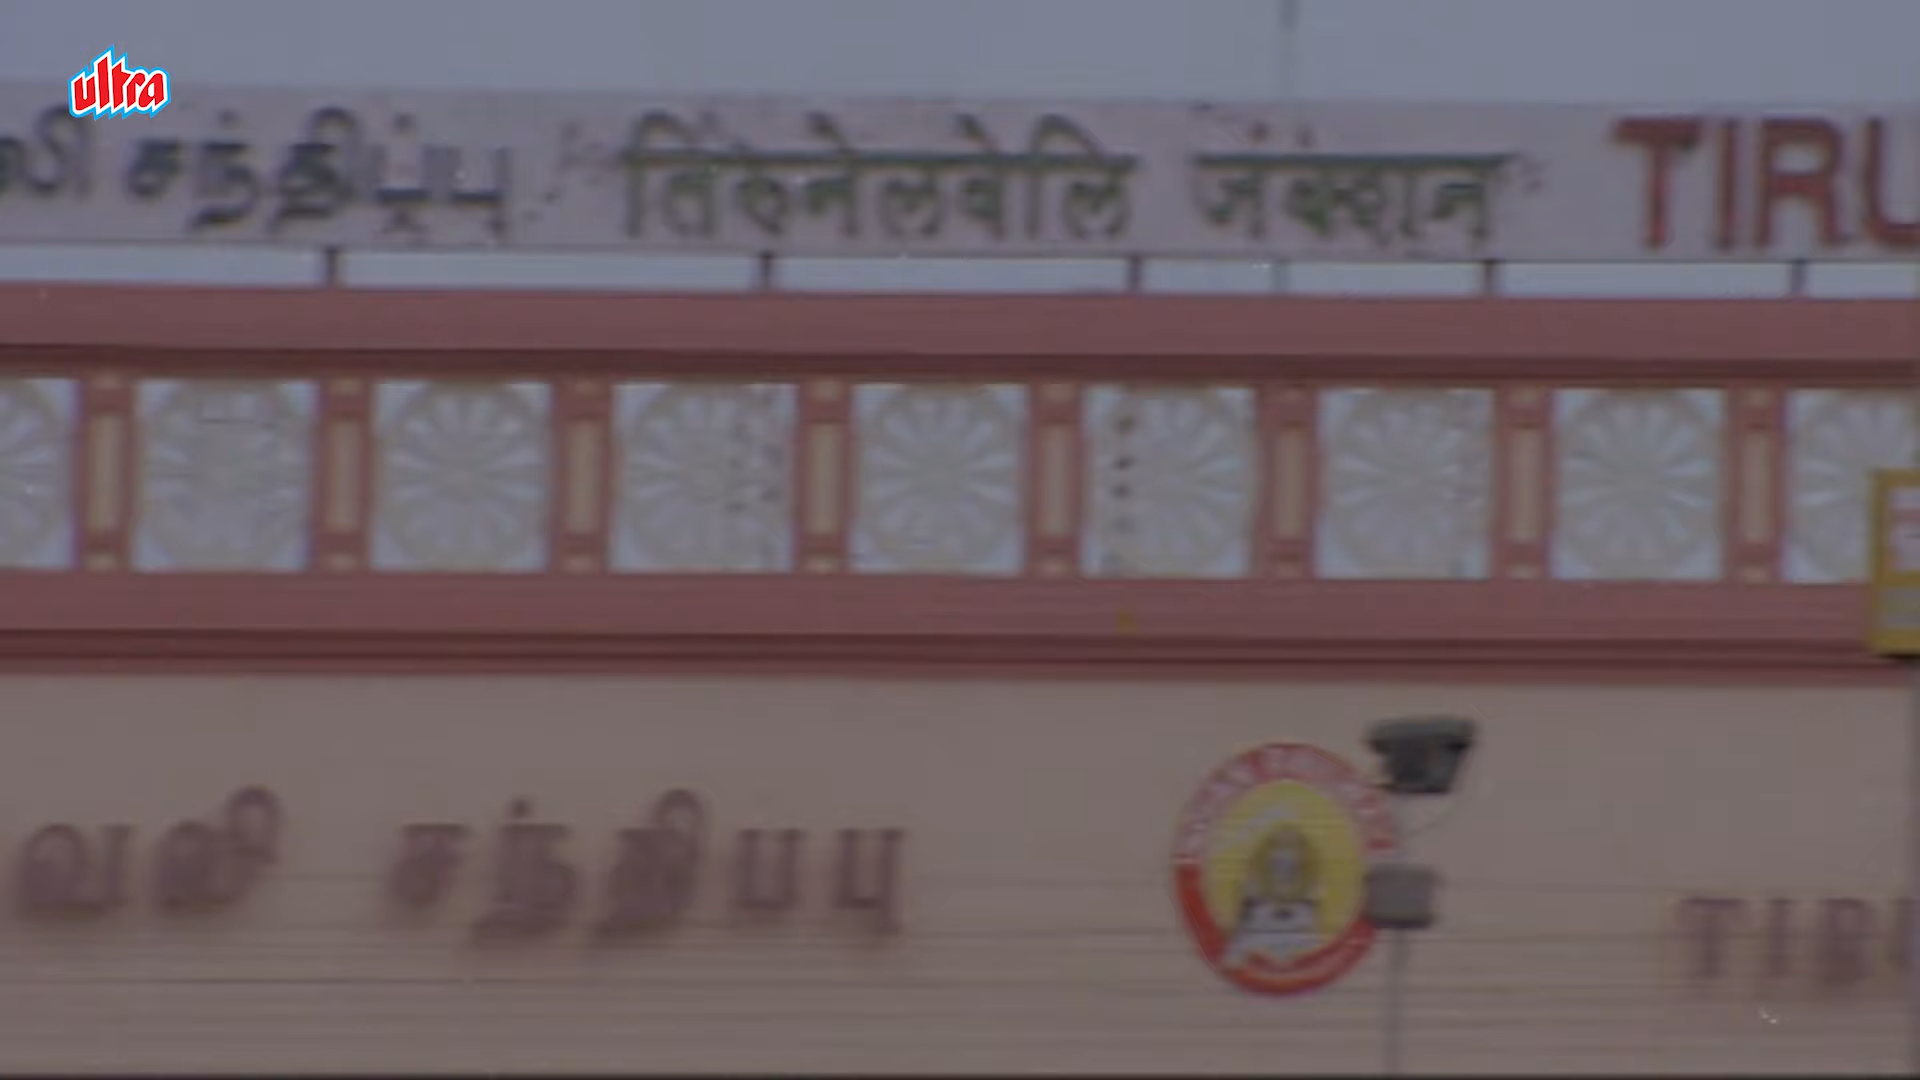 ultra
லி சந்திப்பு तिरुनेलवेलि जंक्शन TIRU
வலி சந்திப்பு
TIRU